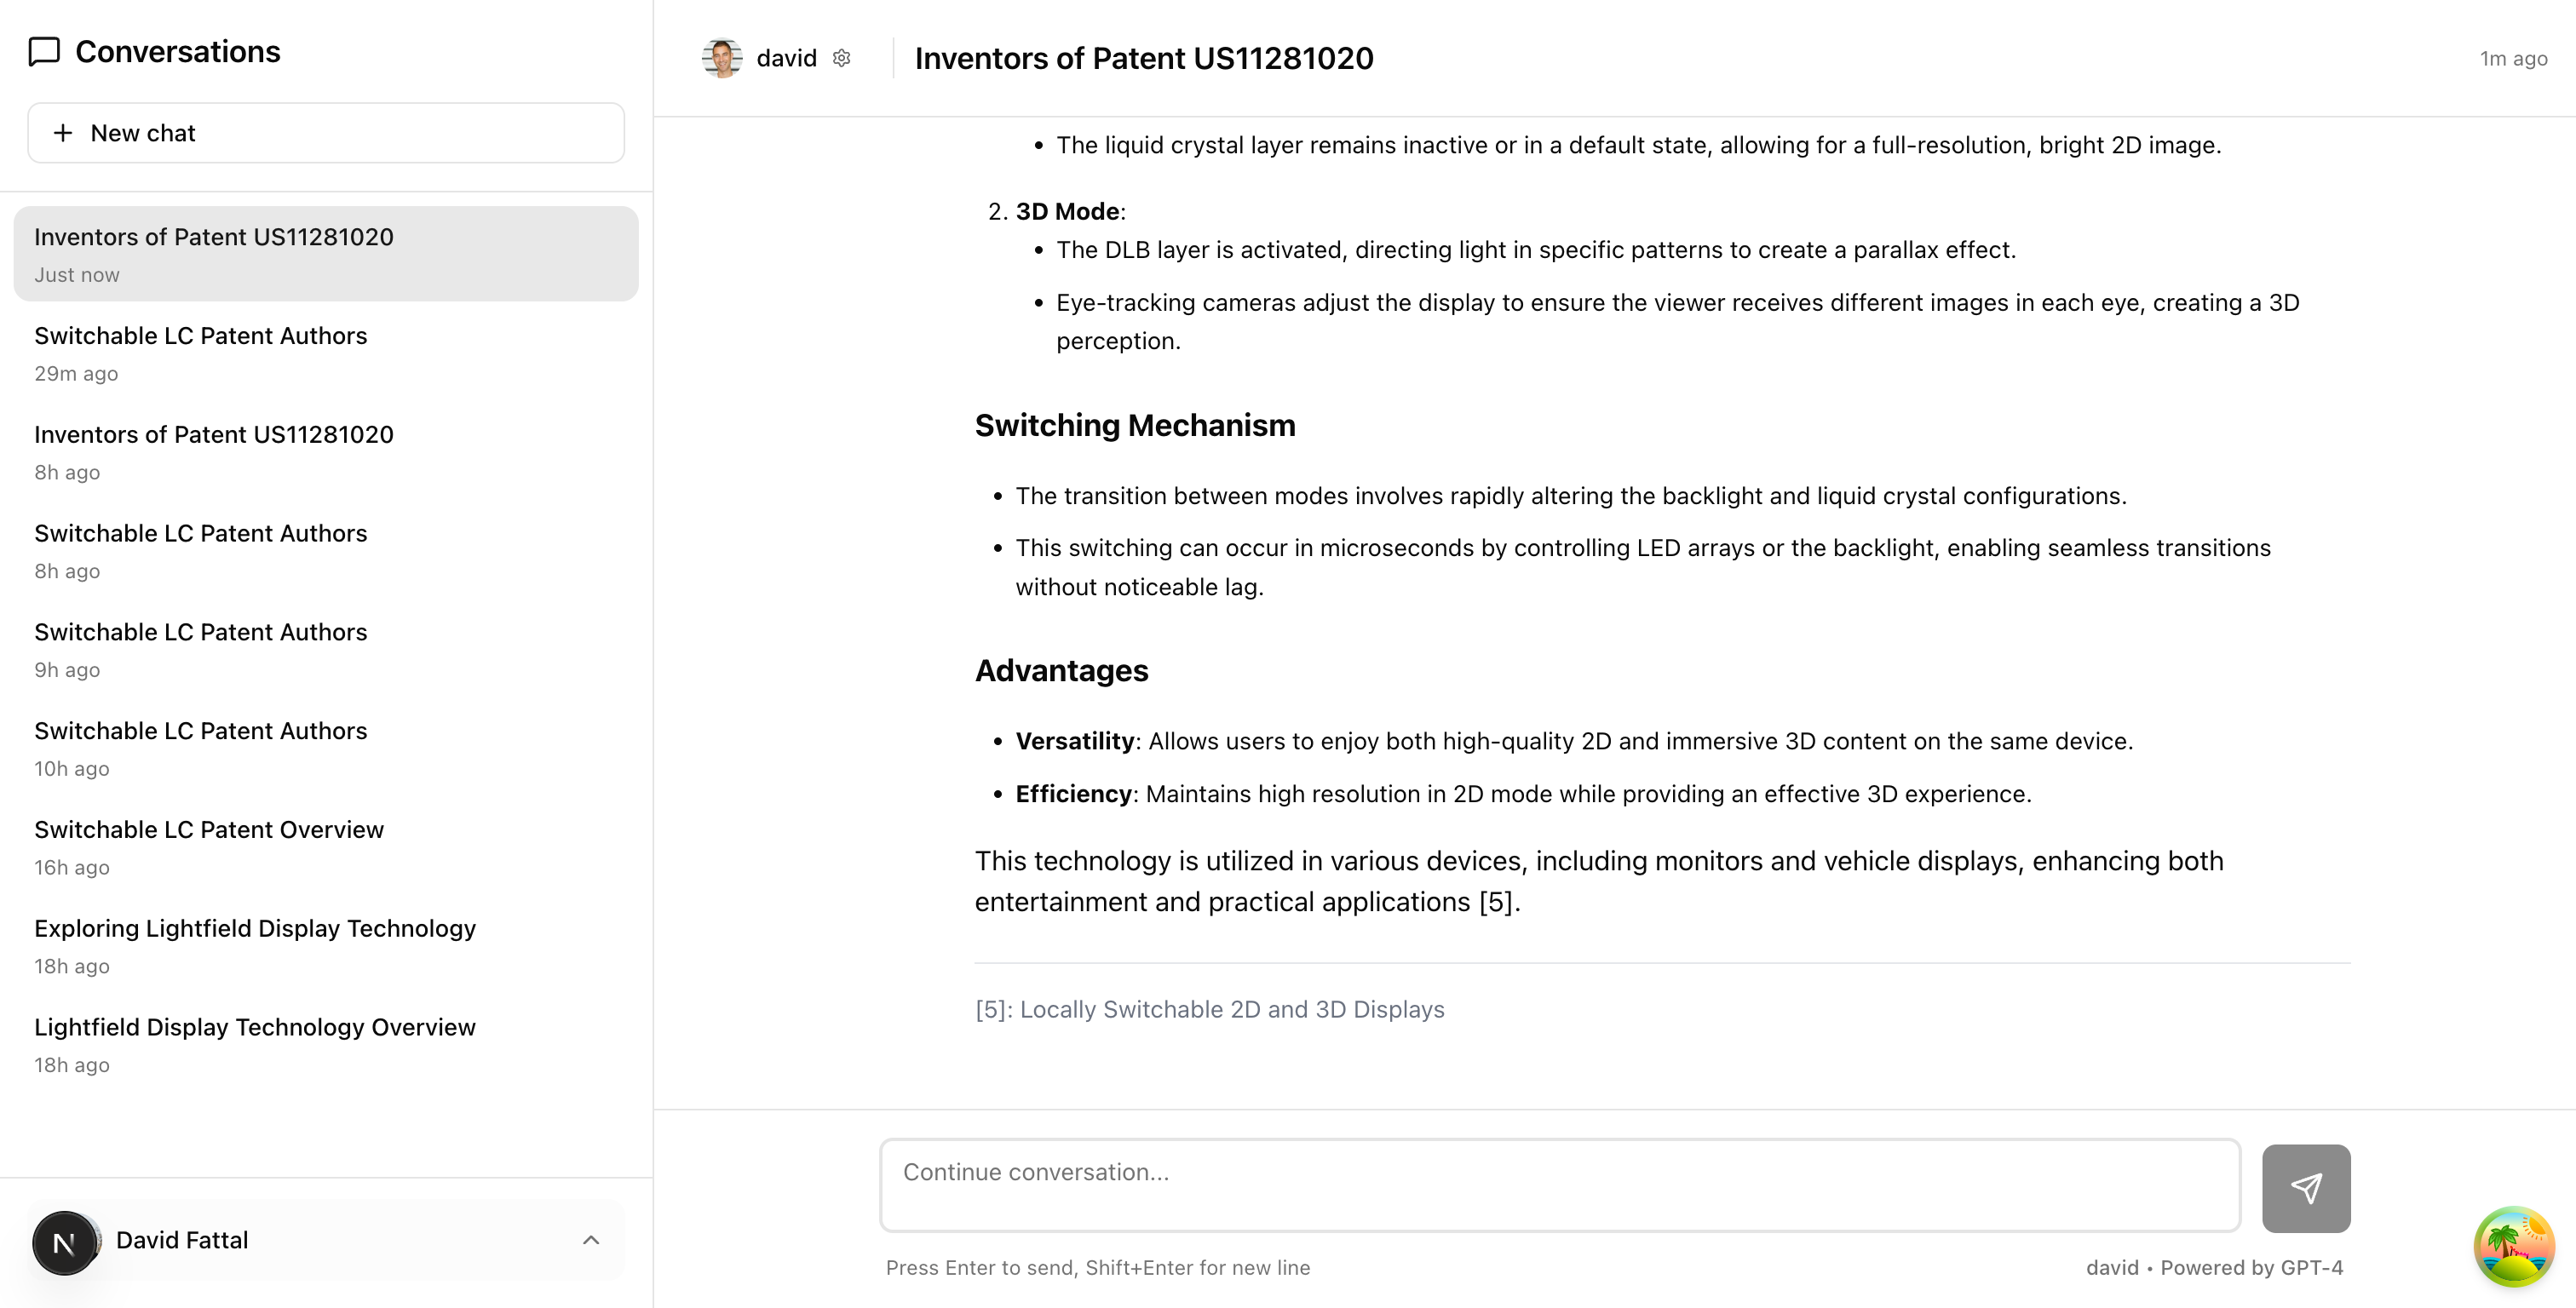 Conversations
+ New chat
Inventors of Patent US11281020
Just now
Switchable LC Patent Authors
29m ago
Inventors of Patent US11281020
8h ago
Switchable LC Patent Authors
8h ago
Switchable LC Patent Authors
9h ago
Switchable LC Patent Authors
10h ago
Switchable LC Patent Overview
16h ago
Exploring Lightfield Display Technology
18h ago
Lightfield Display Technology Overview
18h ago
N
David Fattal
david
Inventors of Patent US11281020
1m ago
• The liquid crystal layer remains inactive or in a default state, allowing for a full-resolution, bright 2D image.
2. 3D Mode:
• The DLB layer is activated, directing light in specific patterns to create a parallax effect.
• Eye-tracking cameras adjust the display to ensure the viewer receives different images in each eye, creating a 3D
perception.
Switching Mechanism
• The transition between modes involves rapidly altering the backlight and liquid crystal configurations.
• This switching can occur in microseconds by controlling LED arrays or the backlight, enabling seamless transitions
without noticeable lag.
Advantages
• Versatility: Allows users to enjoy both high-quality 2D and immersive 3D content on the same device.
• Efficiency: Maintains high resolution in 2D mode while providing an effective 3D experience.
This technology is utilized in various devices, including monitors and vehicle displays, enhancing both
entertainment and practical applications [5].
[5]: Locally Switchable 2D and 3D Displays
Continue conversation...
Press Enter to send, Shift+Enter for new line
david • Powered by GPT-4